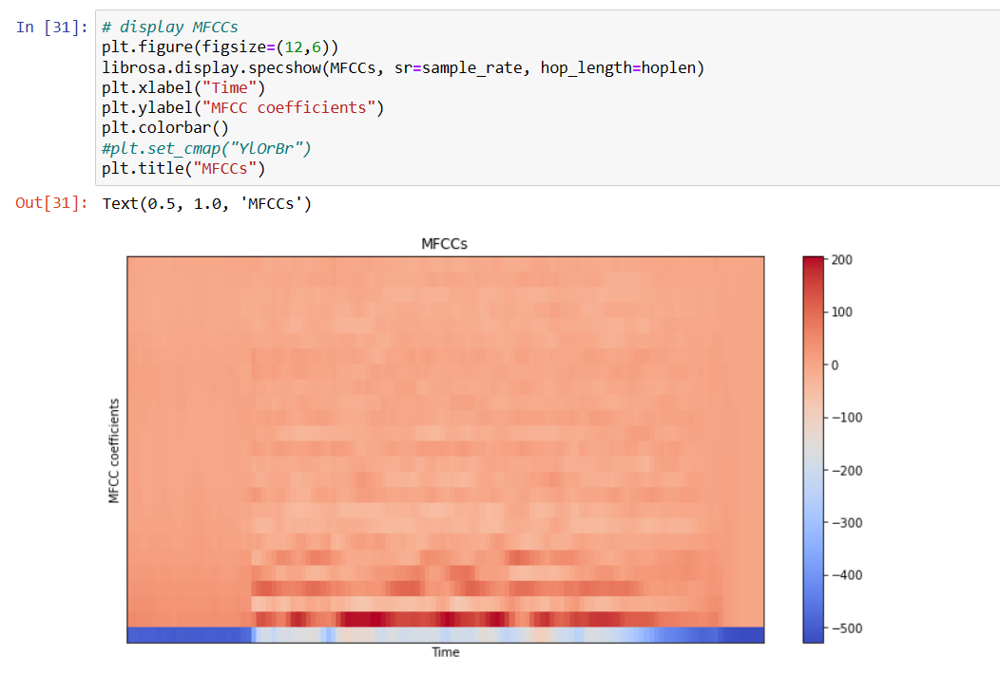 In [31]: # display MFCCs
plt.figure(figsize=(12,6))
librosa.display.specshow(MFCCs, sr=sample_rate, hop_length=hoplen)
plt.xlabel("Time")
plt.ylabel("MFCC coefficients")
plt.colorbar()
#plt.set_cmap("YlOrBr")
plt.title("MFCCs")
Out[31]: Text(0.5, 1.0, 'MFCCs')
MFCCs
MFCC coefficients
Time
200
100
0
−100
−200
−300
−400
−500